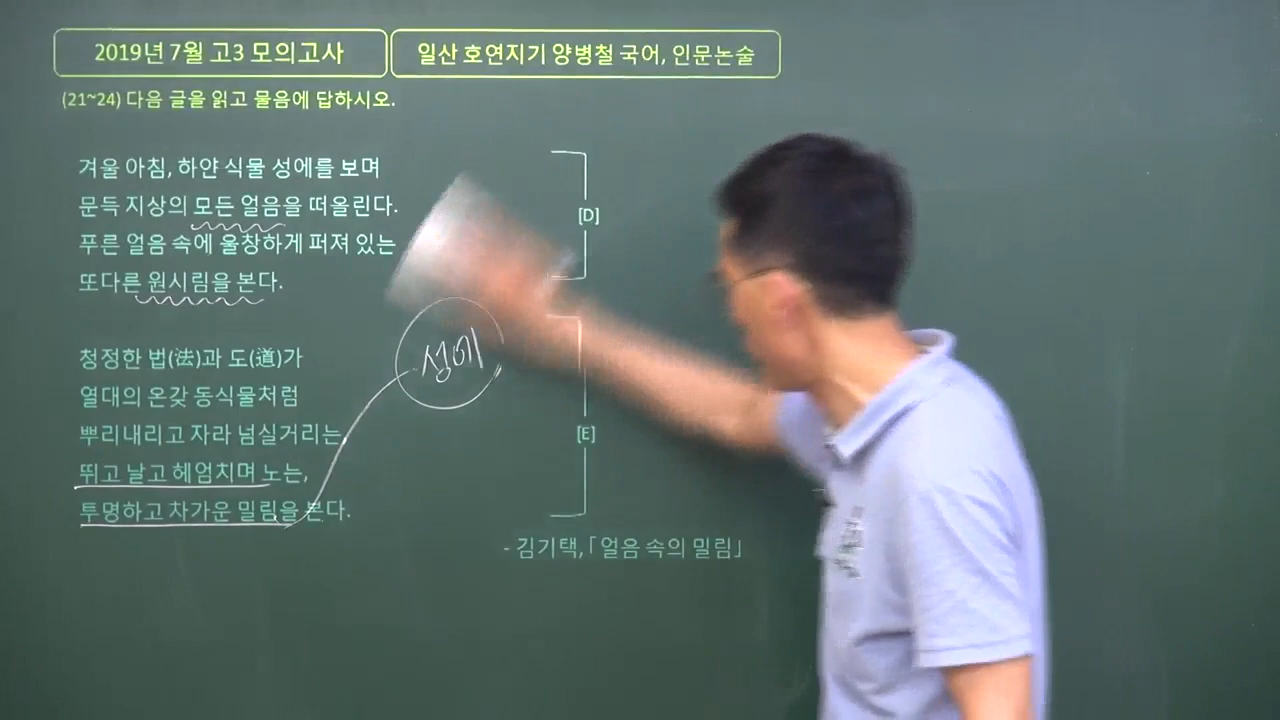 2019년 7월 고3 모의고사
일산 호연지기 양병철 국어, 인문논술
(21~24) 다음 글을 읽고 물음에 답하시오.
겨울 아침, 하얀 식물 성에를 보며
문득 지상의 모든 얼음을 떠올린다.
푸른 얼음 속에 울창하게 퍼져 있는
또다른 원시림을 본다.
[D]
성에
청정한 법(法)과 도(道)가
열대의 온갖 동식물처럼
뿌리내리고 자라 넘실거리는,
뛰고 날고 헤엄치며 노는,
투명하고 차가운 밀림을 본다.
[E]
- 김기택, 「얼음 속의 밀림」